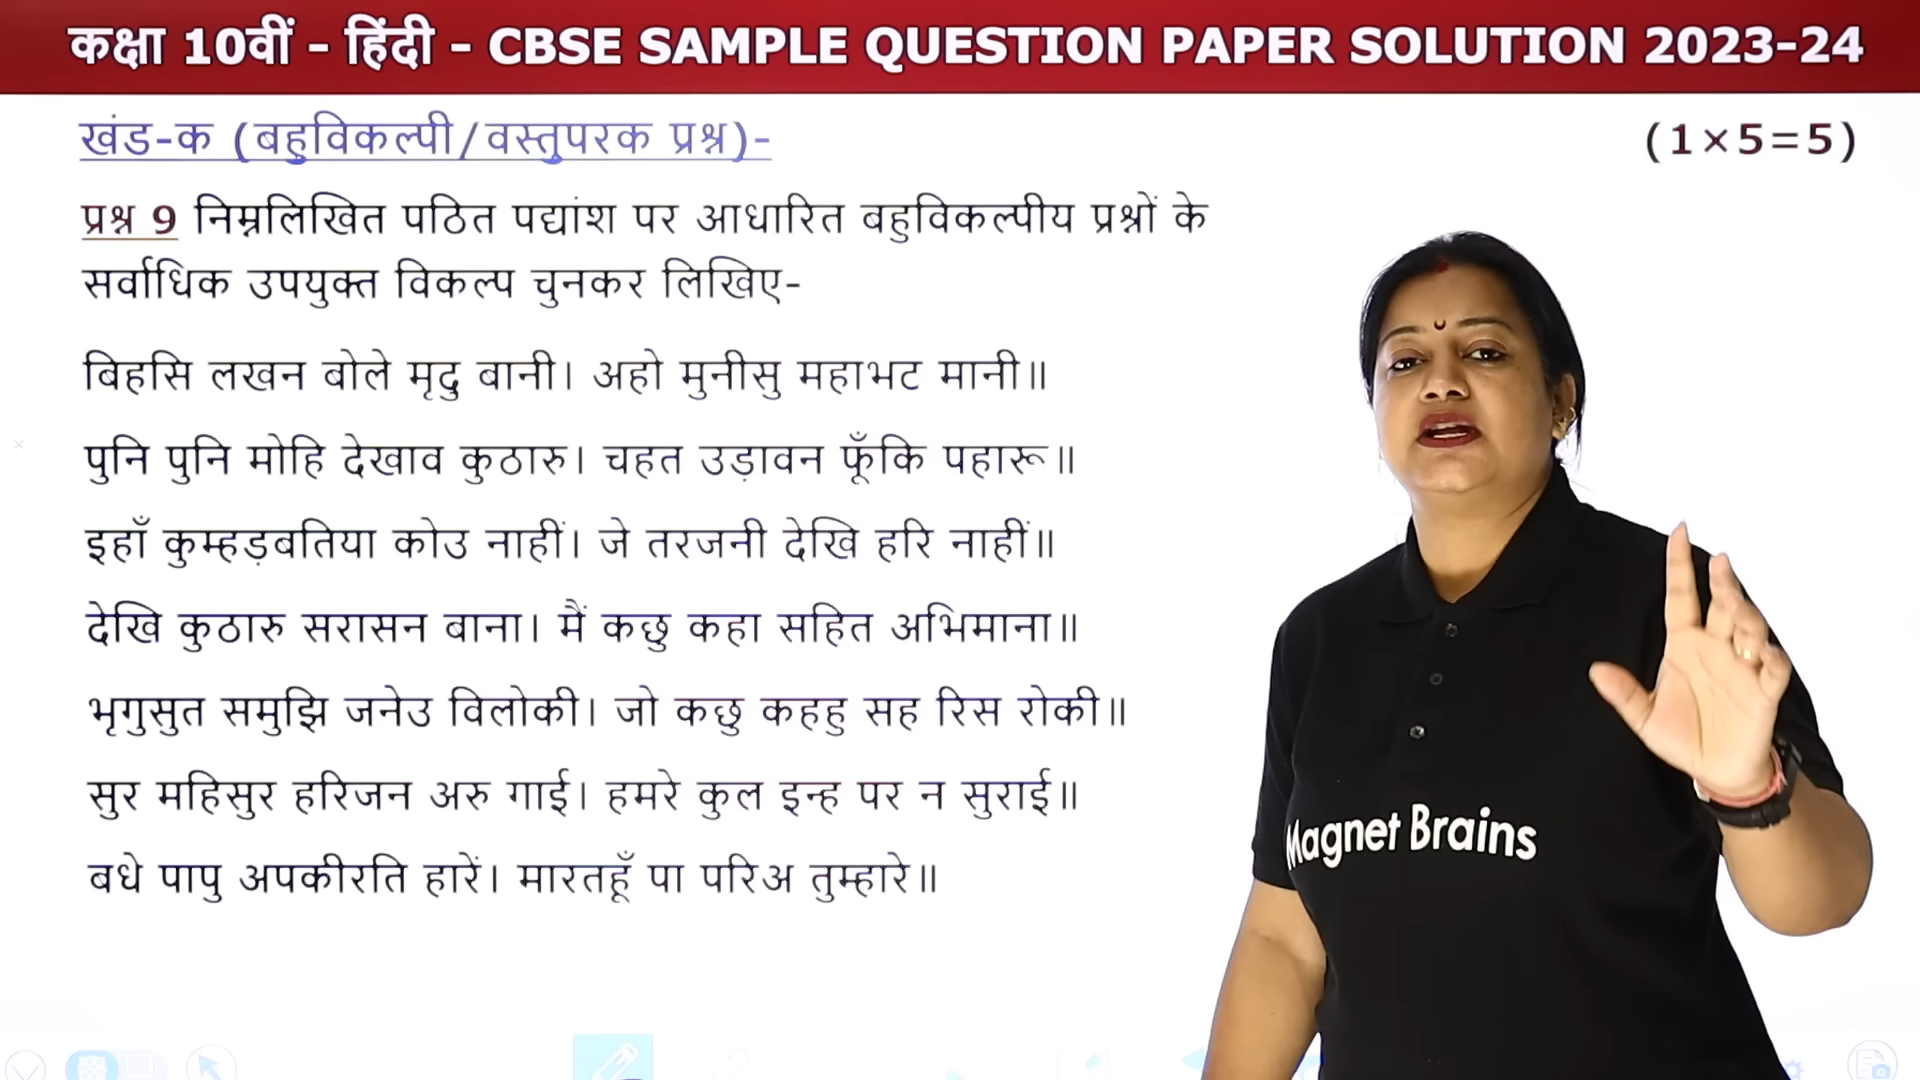 कक्षा 10वीं - हिंदी - CBSE SAMPLE QUESTION PAPER SOLUTION 2023-24
खंड-क (बहुविकल्पी/वस्तुपरक प्रश्न)-
(1×5=5)
प्रश्न 9 निम्नलिखित पठित पद्यांश पर आधारित बहुविकल्पीय प्रश्नों के
सर्वाधिक उपयुक्त विकल्प चुनकर लिखिए-
बिहसि लखन बोले मृदु बानी। अहो मुनीसु महाभट मानी॥
पुनि पुनि मोहि देखाव कुठारु। चहत उड़ावन फूँकि पहारू॥
इहाँ कुम्हड़बतिया कोउ नाहीं। जे तरजनी देखि हरि नाहीं॥
देखि कुठारु सरासन बाना। मैं कछु कहा सहित अभिमाना॥
भृगुसुत समुझि जनेउ विलोकी। जो कछु कहहु सह रिस रोकी॥
सुर महिसुर हरिजन अरु गाई। हमरे कुल इन्ह पर न सुराई॥
बधे पापु अपकीरति हारें। मारतहूँ पा परिअ तुम्हारे॥
Magnet Brains